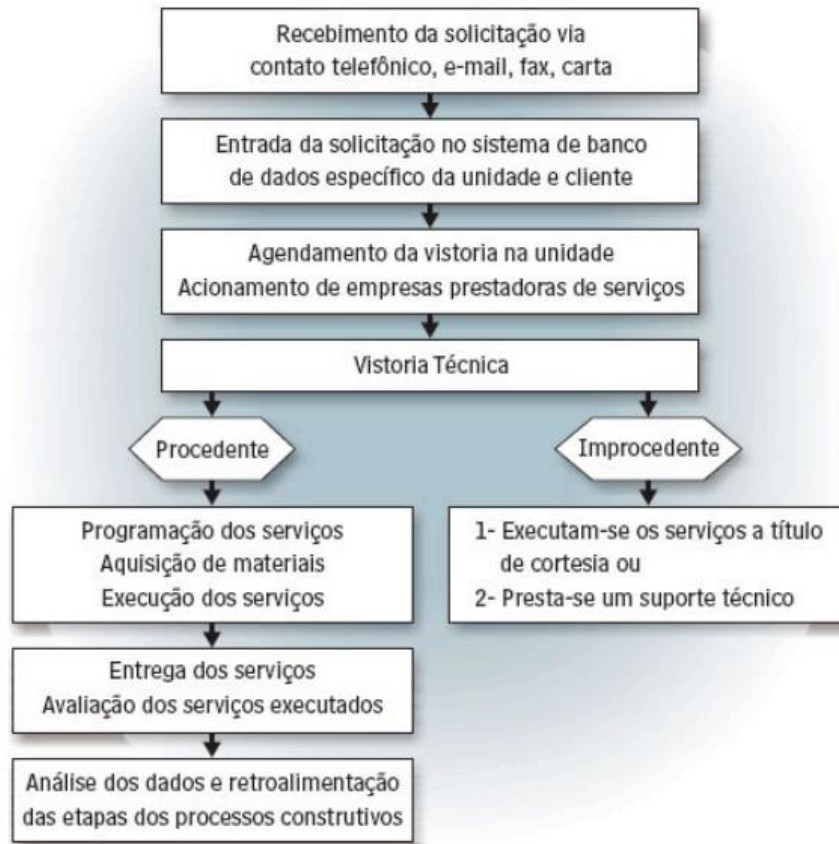 Recebimento da solicitação via
contato telefônico, e-mail, fax, carta
Entrada da solicitação no sistema de banco
de dados específico da unidade e cliente
Agendamento da vistoria na unidade
Acionamento de empresas prestadoras de serviços
Vistoria Técnica
Procedente
Improcedente
Programação dos serviços
Aquisição de materiais
Execução dos serviços
1- Executam-se os serviços a título
de cortesia ou
2- Presta-se um suporte técnico
Entrega dos serviços
Avaliação dos serviços executados
Análise dos dados e retroalimentação
das etapas dos processos construtivos